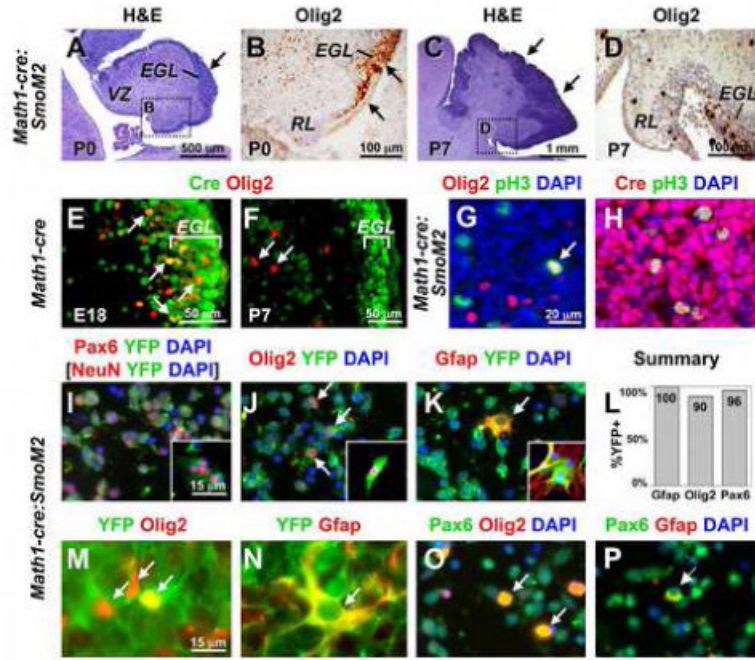 H&E Olig2 H&E Olig2
Math1-cre:
SmoM2
A EGL VZ B P0 500 μm
B EGL RL P0 100 μm
C D P7 1 mm
D EGL RL P7 100 μm
Cre Olig2 Olig2 pH3 DAPI Cre pH3 DAPI
Math1-cre
E EGL E18 50 μm
F EGL P7 50 μm
Math1-cre:
SmoM2
G 20 μm
H
Pax6 YFP DAPI Olig2 YFP DAPI Gfap YFP DAPI Summary
[NeuN YFP DAPI]
Math1-cre:SmoM2
I 15 μm
J
K
L 100% 50% 0% %YFP+ 100 90 96
Gfap Olig2 Pax6
YFP Olig2 YFP Gfap Pax6 Olig2 DAPI Pax6 Gfap DAPI
M 15 μm
N
O
P